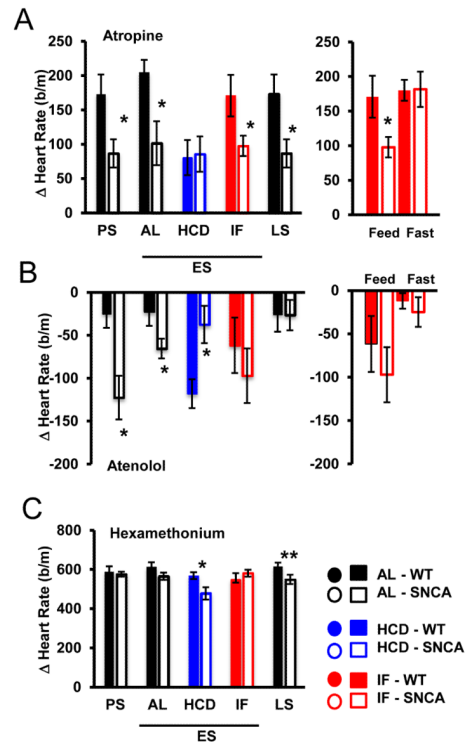 A
Atropine
Δ Heart Rate (b/m)
250
200
150
100
50
0
*
*
*
*
PS
AL
HCD
IF
LS
ES
250
200
150
100
50
0
*
Feed
Fast
B
Δ Heart Rate (b/m)
0
-50
-100
-150
-200
*
*
*
Atenolol
Feed
Fast
0
-50
-100
-150
-200
C
Hexamethonium
Δ Heart Rate (b/m)
800
600
400
200
0
*
**
PS
AL
HCD
IF
LS
ES
AL - WT
AL - SNCA
HCD - WT
HCD - SNCA
IF - WT
IF - SNCA